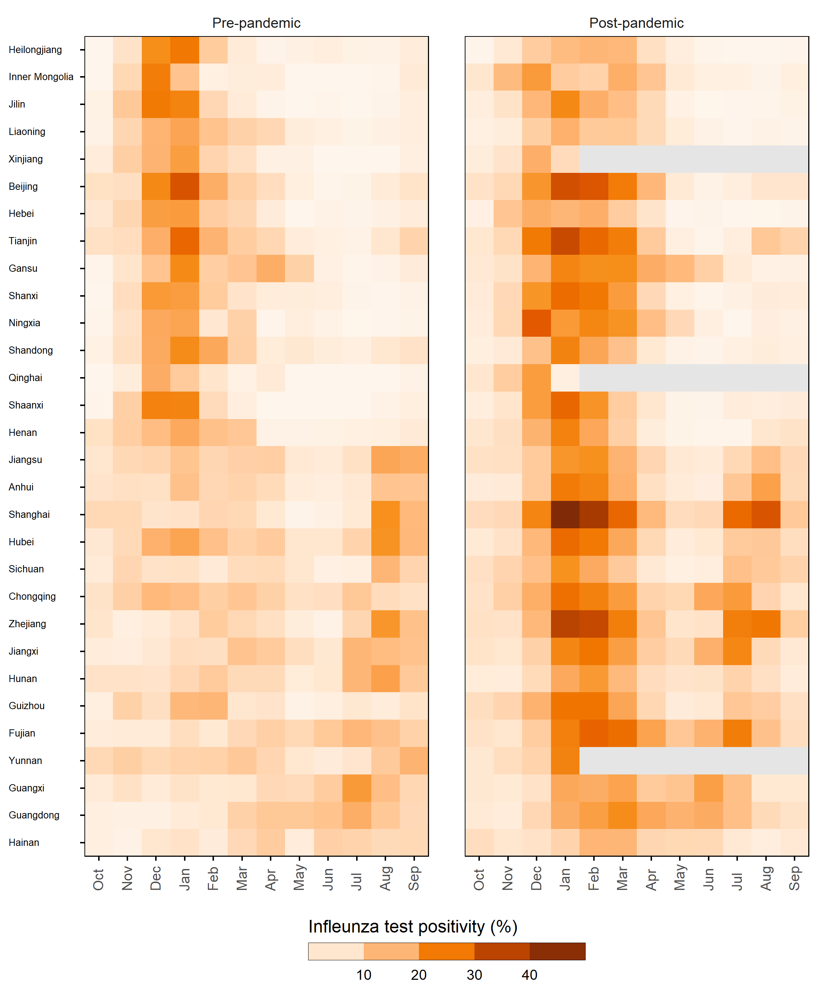 Pre-pandemic
Post-pandemic
Heilongjiang
Inner Mongolia
Jilin
Liaoning
Xinjiang
Beijing
Hebei
Tianjin
Gansu
Shanxi
Ningxia
Shandong
Qinghai
Shaanxi
Henan
Jiangsu
Anhui
Shanghai
Hubei
Sichuan
Chongqing
Zhejiang
Jiangxi
Hunan
Guizhou
Fujian
Yunnan
Guangxi
Guangdong
Hainan
Oct Nov Dec Jan Feb Mar Apr May Jun Jul Aug Sep
Oct Nov Dec Jan Feb Mar Apr May Jun Jul Aug Sep
Infleunza test positivity (%)
10 20 30 40